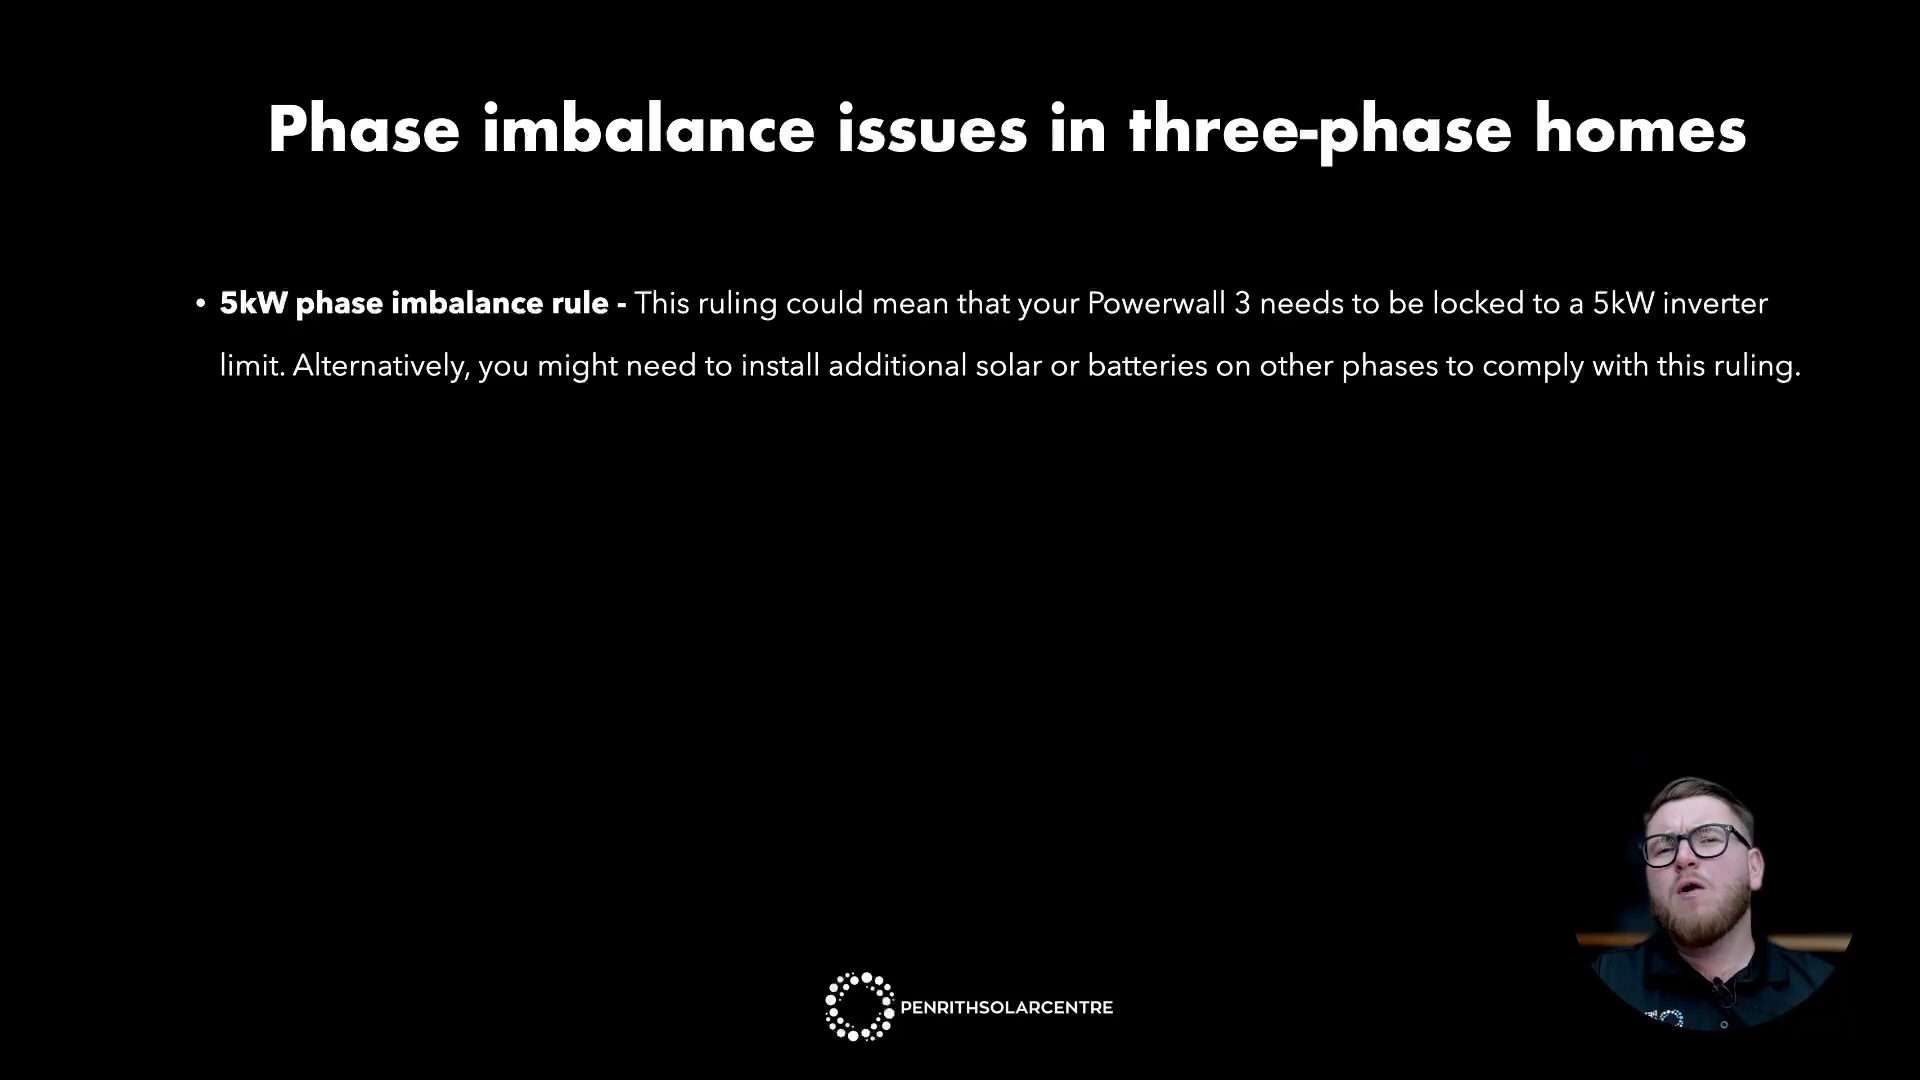 Phase imbalance issues in three-phase homes
• 5kW phase imbalance rule - This ruling could mean that your Powerwall 3 needs to be locked to a 5kW inverter
limit. Alternatively, you might need to install additional solar or batteries on other phases to comply with this ruling.
PENRITHSOLARCENTRE